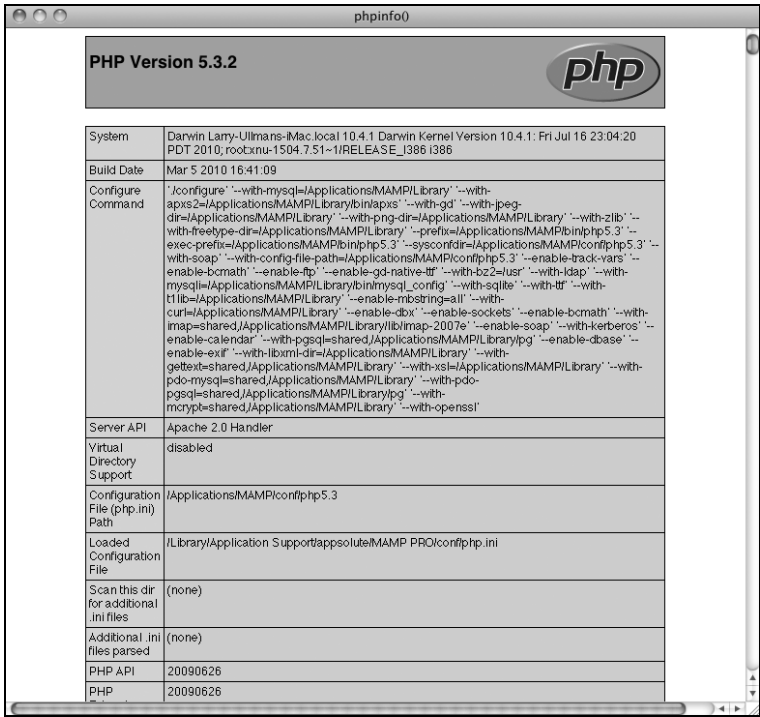 phpinfo()
PHP Version 5.3.2
php
System
Darwin Larry-Ullmans-iMac.local 10.4.1 Darwin Kernel Version 10.4.1: Fri Jul 16 23:04:20
PDT 2010; root:xnu-1504.7.51~1/RELEASE_I386 i386
Build Date
Mar 5 2010 16:41:09
Configure
Command
'./configure' '--with-mysql=/Applications/MAMP/Library' '--with-
apxs2=/Applications/MAMP/Library/bin/apxs' '--with-gd' '--with-jpeg-
dir=/Applications/MAMP/Library' '--with-png-dir=/Applications/MAMP/Library' '--with-zlib' '--
with-freetype-dir=/Applications/MAMP/Library' '--prefix=/Applications/MAMP/bin/php5.3' '--
exec-prefix=/Applications/MAMP/bin/php5.3' '--sysconfdir=/Applications/MAMP/conf/php5.3' '--
with-soap' '--with-config-file-path=/Applications/MAMP/conf/php5.3' '--enable-track-vars' '--
enable-bcmath' '--enable-ftp' '--enable-gd-native-ttf' '--with-bz2=/usr' '--with-ldap' '--with-
mysqli=/Applications/MAMP/Library/bin/mysql_config' '--with-sqlite' '--with-ttf' '--with-
t1lib=/Applications/MAMP/Library' '--enable-mbstring=all' '--with-
curl=/Applications/MAMP/Library' '--enable-dbx' '--enable-sockets' '--enable-bcmath' '--with-
imap=shared,/Applications/MAMP/Library/lib/imap-2007e' '--enable-soap' '--with-kerberos' '--
enable-calendar' '--with-pgsql=shared,/Applications/MAMP/Library/pg' '--enable-dbase' '--
enable-exif' '--with-libxml-dir=/Applications/MAMP/Library' '--with-
gettext=shared,/Applications/MAMP/Library' '--with-xsl=/Applications/MAMP/Library' '--with-
pdo-mysql=shared,/Applications/MAMP/Library' '--with-pdo-
pgsql=shared,/Applications/MAMP/Library/pg' '--with-
mcrypt=shared,/Applications/MAMP/Library' '--with-openssl'
Server API
Apache 2.0 Handler
Virtual
Directory
Support
disabled
Configuration
File (php.ini)
Path
/Applications/MAMP/conf/php5.3
Loaded
Configuration
File
/Library/Application Support/appsolute/MAMP PRO/conf/php.ini
Scan this dir
for additional
.ini files
(none)
Additional .ini
files parsed
(none)
PHP API
20090626
PHP
20090626